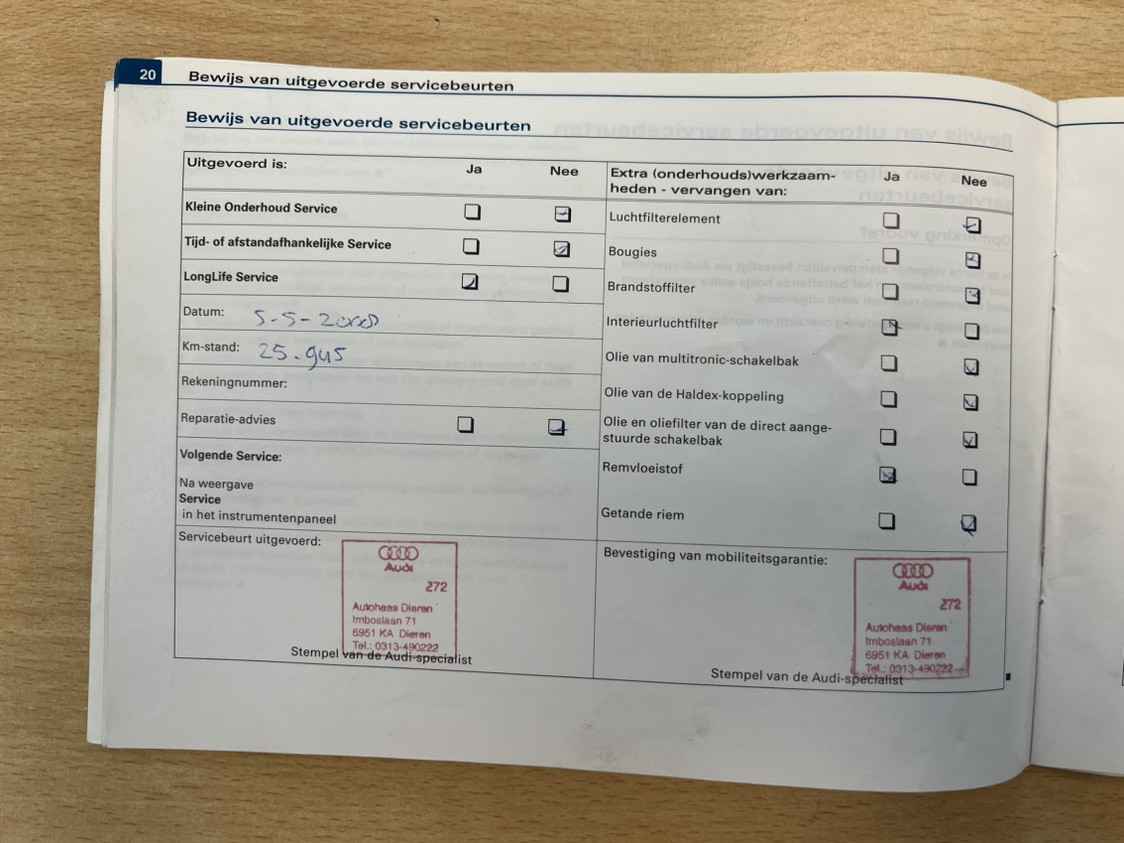 20 Bewijs van uitgevoerde servicebeurten
Bewijs van uitgevoerde servicebeurten
Uitgevoerd is: Ja Nee
Kleine Onderhoud Service
Tijd- of afstandafhankelijke Service
LongLife Service
Datum: 5-5-2008
Km-stand: 25.945
Rekeningnummer:
Reparatie-advies
Volgende Service:
Na weergave
Service
in het instrumentenpaneel
Servicebeurt uitgevoerd:
Audi
272
Autohaas Dieren
Imboslaan 71
6951 KA Dieren
Tel.: 0313-490222
Stempel van de Audi-specialist
Extra (onderhouds)werkzaam- Ja Nee
heden - vervangen van:
Luchtfilterelement
Bougies
Brandstoffilter
Interieurluchtfilter
Olie van multitronic-schakelbak
Olie van de Haldex-koppeling
Olie en oliefilter van de direct aange-
stuurde schakelbak
Remvloeistof
Getande riem
Bevestiging van mobiliteitsgarantie:
Audi
272
Autohaas Dieren
Imboslaan 71
6951 KA Dieren
Tel.: 0313-490222
Stempel van de Audi-specialist